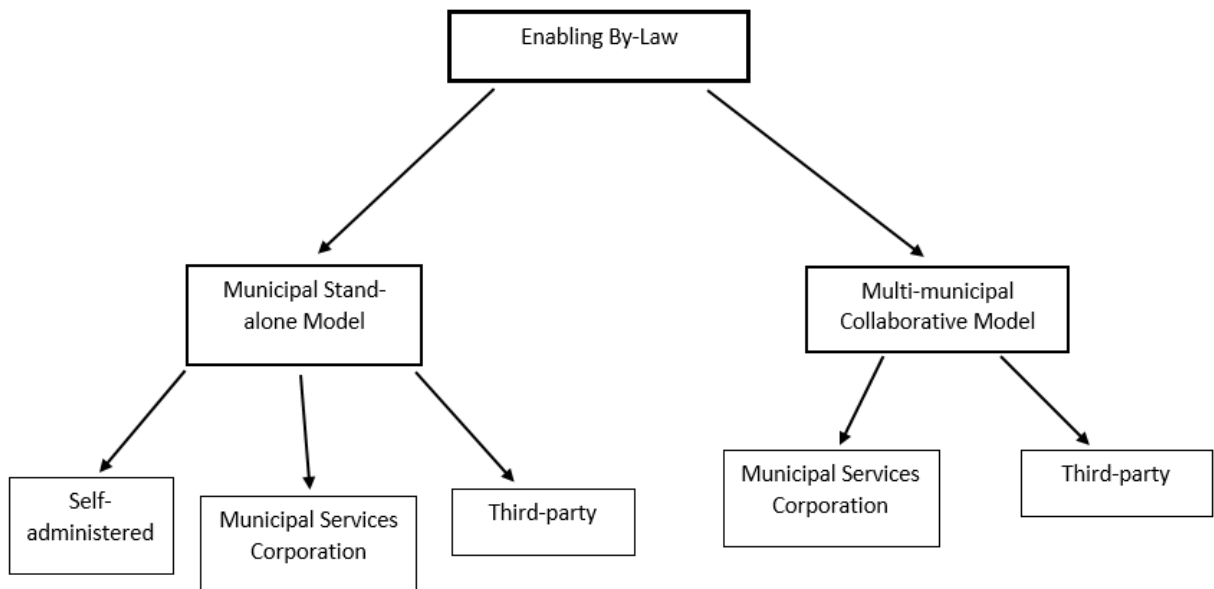 Enabling By-Law
Municipal Stand-
alone Model
Multi-municipal
Collaborative Model
Self-
administered
Municipal Services
Corporation
Third-party
Municipal Services
Corporation
Third-party